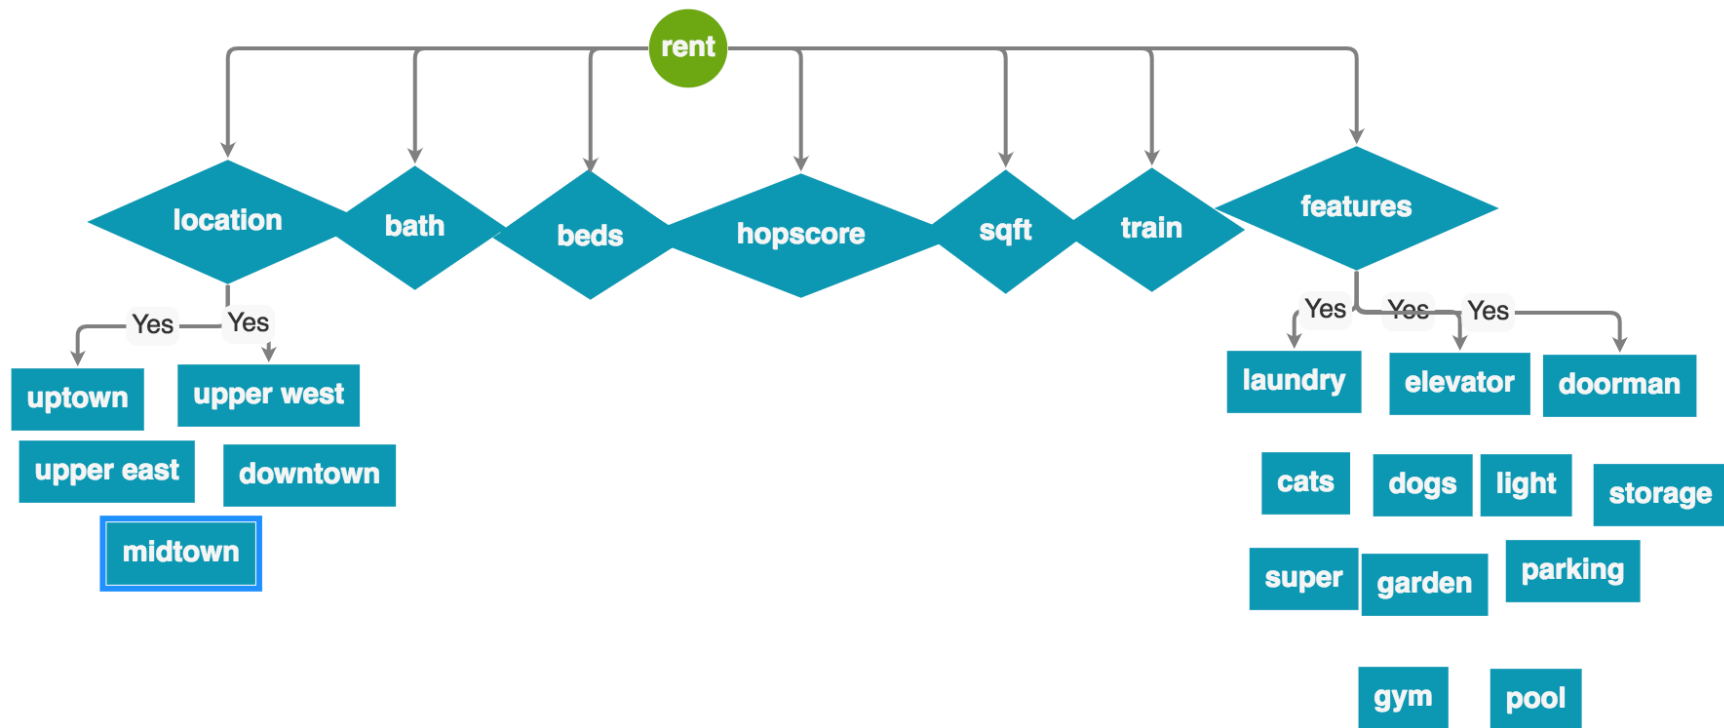 rent
location
bath
beds
hopscore
sqft
train
features
Yes
Yes
Yes
Yes
Yes
uptown
upper west
upper east
downtown
midtown
laundry
elevator
doorman
cats
dogs
light
storage
super
garden
parking
gym
pool